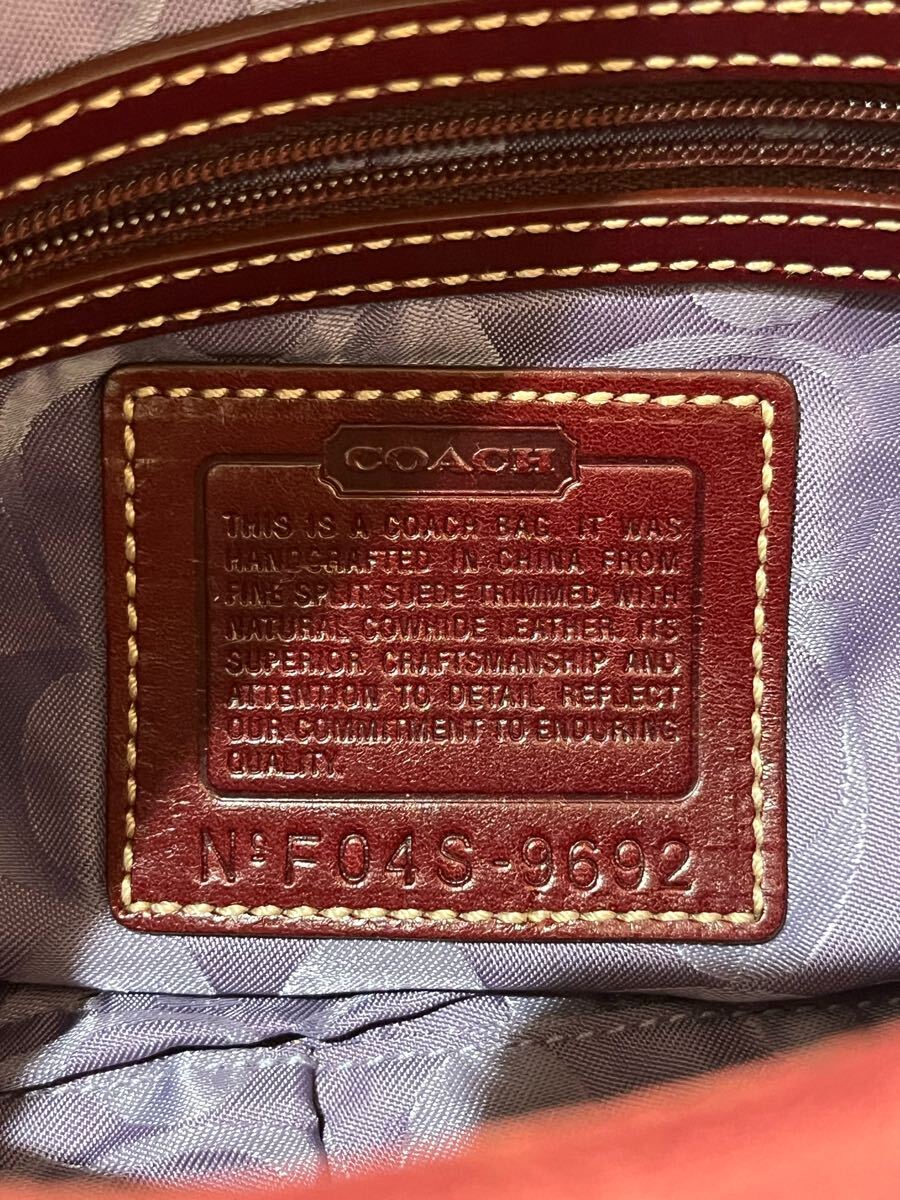 COACH
THIS IS A COACH BAG. IT WAS
HANDCRAFTED IN CHINA FROM
FINE SPLIT SUEDE TRIMMED WITH
NATURAL COWHIDE LEATHER. ITS
SUPERIOR CRAFTSMANSHIP AND
ATTENTION TO DETAIL REFLECT
OUR COMMITMENT TO ENDURING
QUALITY.
Nº F04S-9692